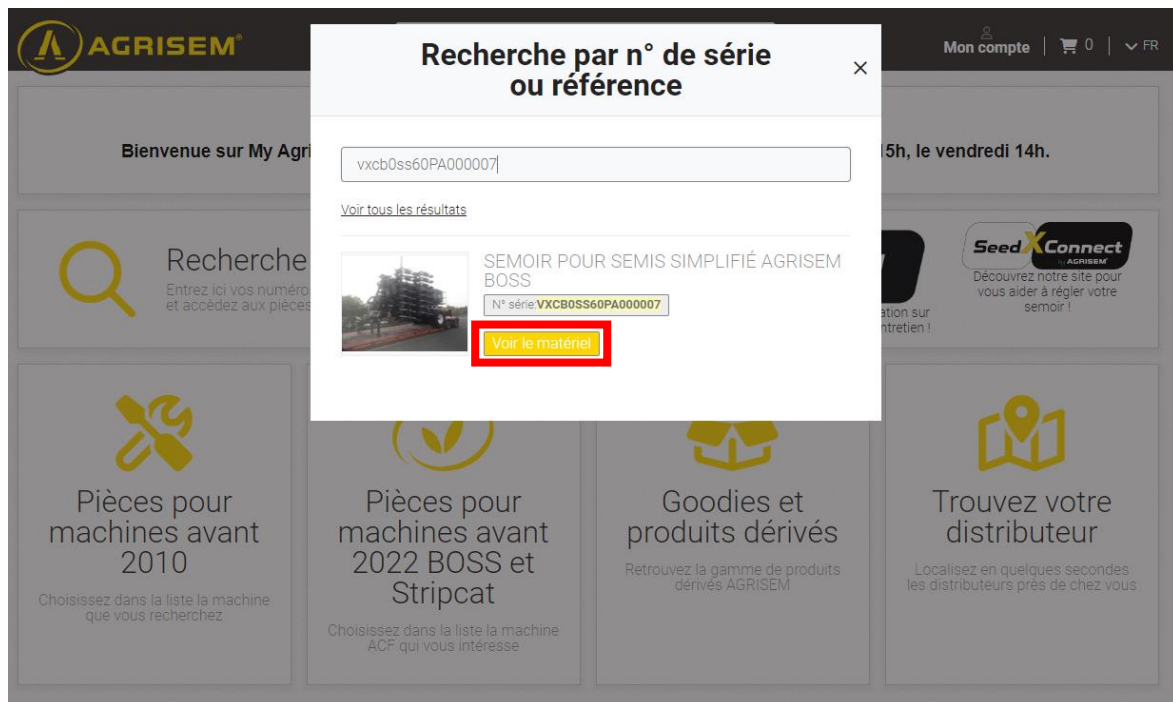 AGRISEM®
Mon compte
0
FR
Recherche par n° de série
ou référence
×
Bienvenue sur My Agri
5h, le vendredi 14h.
vxcb0ss60PA000007
Voir tous les résultats
Recherche
Entrez ici vos numéro
et accédez aux pièces
SEMOIR POUR SEMIS SIMPLIFIÉ AGRISEM
BOSS
N° série:VXCB0SS60PA000007
Voir le matériel
ation sur
ntretien !
SeedXConnect
by AGRISEM
Découvrez notre site pour
vous aider à régler votre
semoir !
Pièces pour
machines avant
2010
Choisissez dans la liste la machine
que vous recherchez
Pièces pour
machines avant
2022 BOSS et
Stripcat
Choisissez dans la liste la machine
ACF qui vous intéresse
Goodies et
produits dérivés
Retrouvez la gamme de produits
dérivés AGRISEM
Trouvez votre
distributeur
Localisez en quelques secondes
les distributeurs près de chez vous